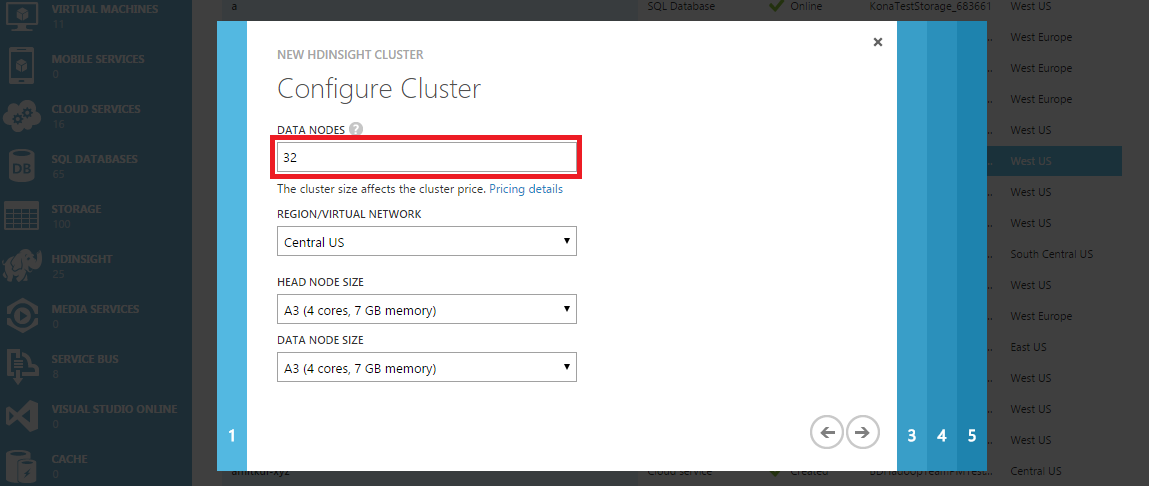 VIRTUAL MACHINES
11
MOBILE SERVICES
0
CLOUD SERVICES
16
DB
SQL DATABASES
65
STORAGE
100
HDINSIGHT
25
MEDIA SERVICES
0
SERVICE BUS
8
VISUAL STUDIO ONLINE
0
CACHE
0
a SQL Database Online KonaTestStorage_683661 West US
NEW HDINSIGHT CLUSTER
Configure Cluster
DATA NODES ?
32
The cluster size affects the cluster price. Pricing details
REGION/VIRTUAL NETWORK
Central US
HEAD NODE SIZE
A3 (4 cores, 7 GB memory)
DATA NODE SIZE
A3 (4 cores, 7 GB memory)
1
3 4 5
West Europe
West Europe
West Europe
West US
West US
West US
West US
South Central US
West US
West Europe
East US
West US
West US
West US
Cloud service Created Central US